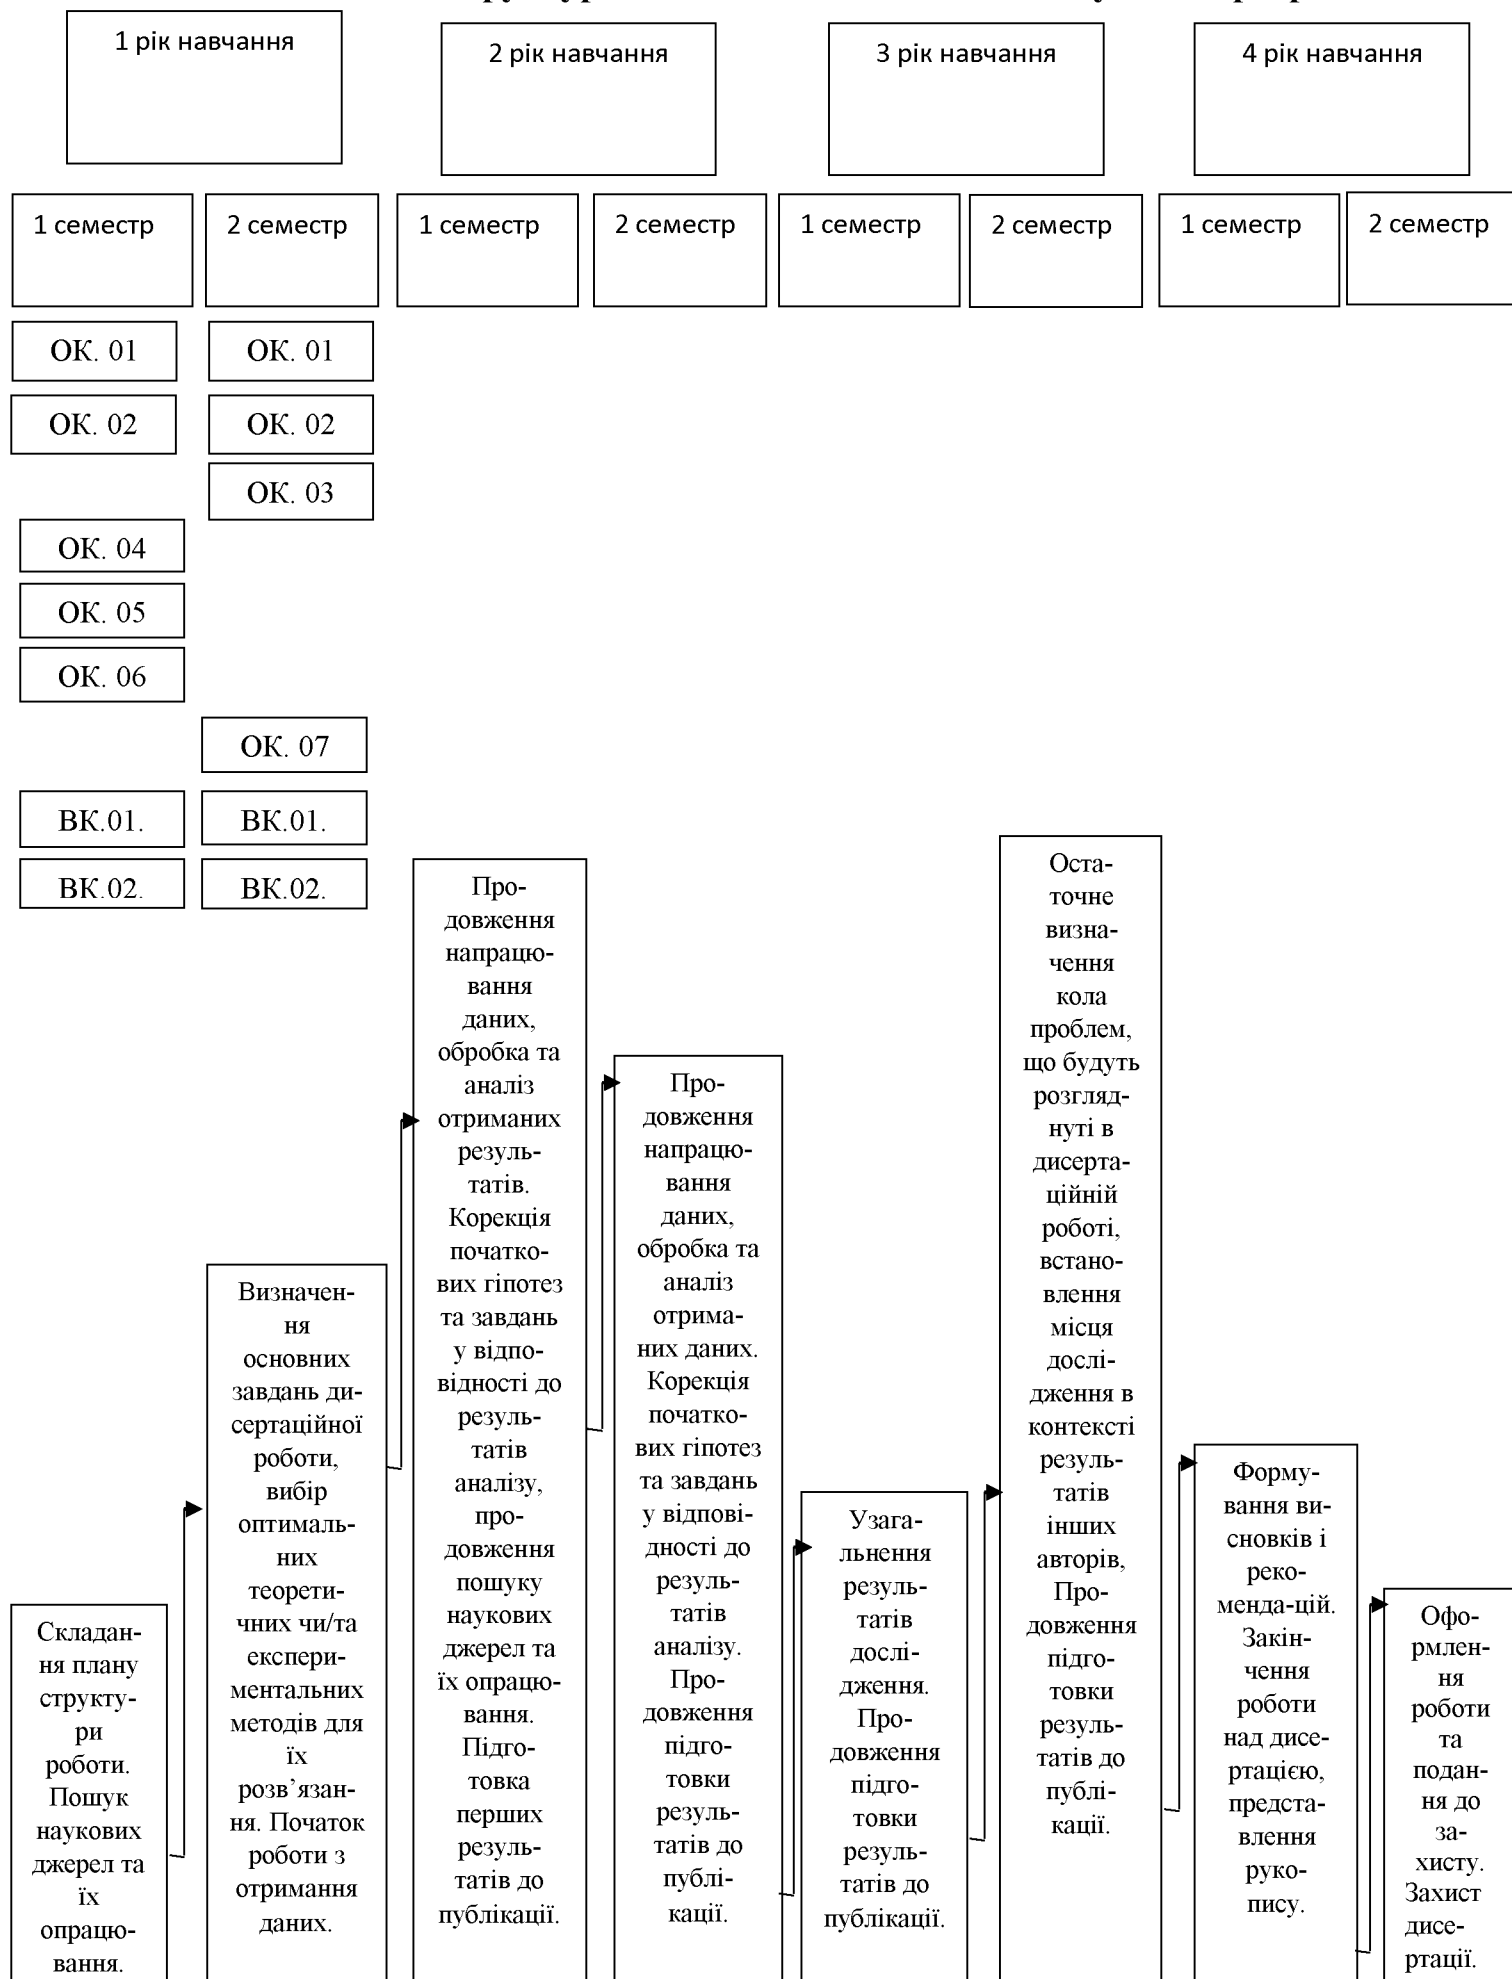 1 рік навчання
2 рік навчання
3 рік навчання
4 рік навчання
1 семестр
2 семестр
1 семестр
2 семестр
1 семестр
2 семестр
1 семестр
2 семестр
ОК. 01
ОК. 01
ОК. 02
ОК. 02
ОК. 03
ОК. 04
ОК. 05
ОК. 06
ОК. 07
ВК.01.
ВК.01.
ВК.02.
ВК.02.
Складан-
ня плану
структу-
ри
роботи.
Пошук
наукових
джерел та
їх
опрацю-
вання.
Визначен-
ня
основних
завдань ди-
сертаційної
роботи,
вибір
оптималь-
них
теорети-
чних чи/та
експери-
ментальних
методів для
їх
розв’язан-
ня. Початок
роботи з
отримання
даних.
Про-
довження
напрацю-
вання
даних,
обробка та
аналіз
отриманих
резуль-
татів.
Корекція
початко-
вих гіпотез
та завдань
у відпо-
відності до
резуль-
татів
аналізу,
про-
довження
пошуку
наукових
джерел та
їх опрацю-
вання.
Підго-
товка
перших
резуль-
татів до
публікації.
Про-
довження
напрацю-
вання
даних,
обробка та
аналіз
отрима-
них даних.
Корекція
початко-
вих гіпотез
та завдань
у відпові-
дності до
резуль-
татів
аналізу.
Про-
довження
підго-
товки
резуль-
татів до
публі-
кації.
Узага-
льнення
резуль-
татів
дослі-
дження.
Про-
довження
підго-
товки
резуль-
татів до
публікації.
Оста-
точне
визна-
чення
кола
проблем,
що будуть
розгляд-
нуті в
дисерта-
ційній
роботі,
встано-
влення
місця
дослі-
дження в
контексті
резуль-
татів
інших
авторів,
Про-
довження
підго-
товки
резуль-
татів до
публі-
кації.
Форму-
вання ви-
сновків і
реко-
менда-цій.
Закін-
чення
роботи
над дисе-
ртацією,
предста-
влення
руко-
пису.
Офо-
рмлен-
ня
роботи
та
подан-
ня до
за-
хисту.
Захист
дисе-
ртації.